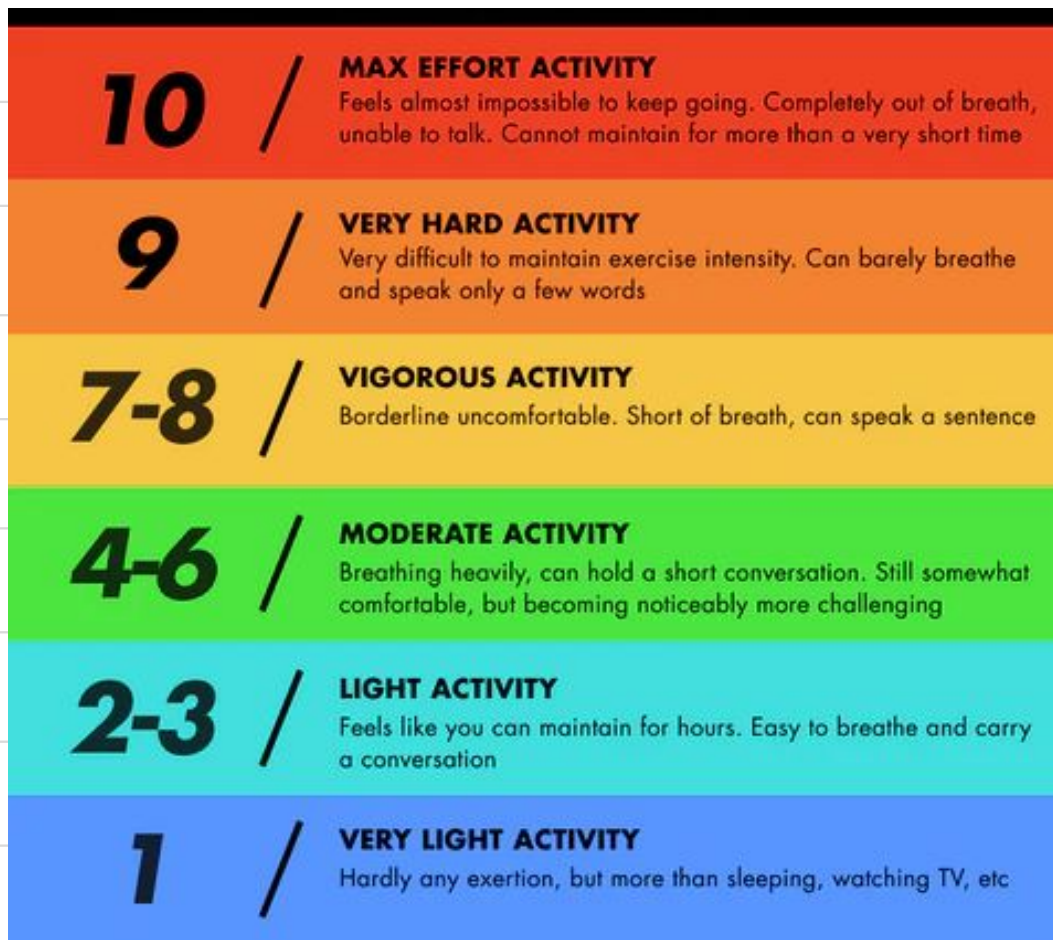 10 /
MAX EFFORT ACTIVITY
Feels almost impossible to keep going. Completely out of breath,
unable to talk. Cannot maintain for more than a very short time
9 /
VERY HARD ACTIVITY
Very difficult to maintain exercise intensity. Can barely breathe
and speak only a few words
7-8 /
VIGOROUS ACTIVITY
Borderline uncomfortable. Short of breath, can speak a sentence
4-6 /
MODERATE ACTIVITY
Breathing heavily, can hold a short conversation. Still somewhat
comfortable, but becoming noticeably more challenging
2-3 /
LIGHT ACTIVITY
Feels like you can maintain for hours. Easy to breathe and carry
a conversation
1 /
VERY LIGHT ACTIVITY
Hardly any exertion, but more than sleeping, watching TV, etc